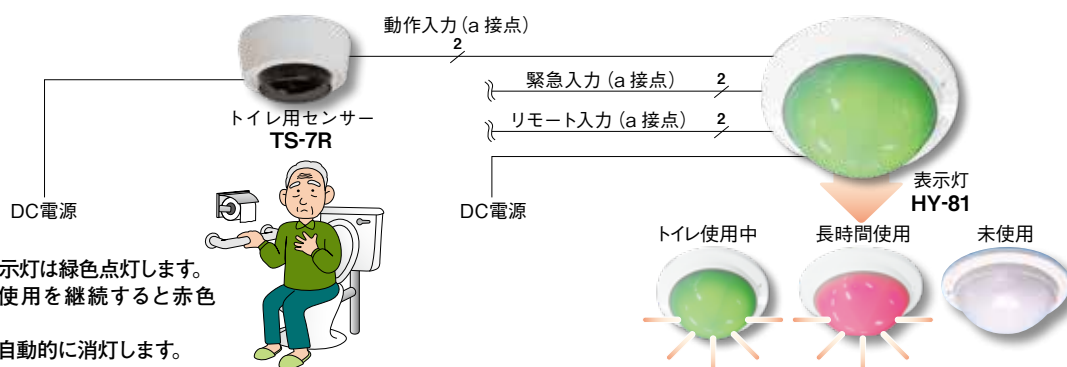 動作入力（a 接点）
2
緊急入力（a 接点）
2
トイレ用センサー
TS-7R
リモート入力（a 接点）
2
DC電源
DC電源
表示灯
HY-81
トイレ使用中
長時間使用
未使用
示灯は緑色点灯します。
使用を継続すると赤色
自動的に消灯します。